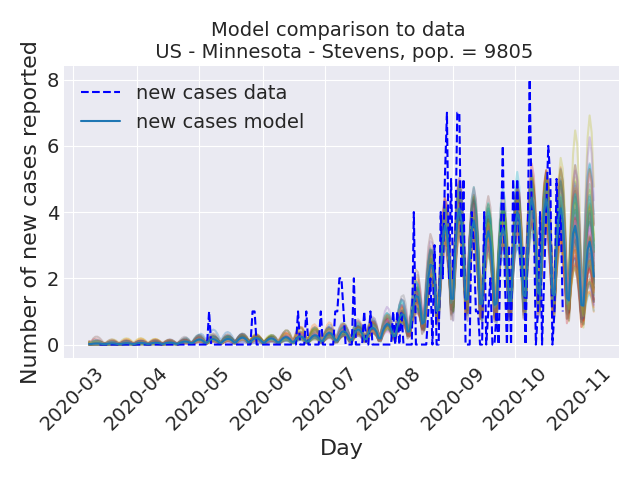 Model comparison to data
US - Minnesota - Stevens, pop. = 9805
Number of new cases reported
8
6
4
2
0
new cases data
new cases model
2020-03
2020-04
2020-05
2020-06
2020-07
2020-08
2020-09
2020-10
2020-11
Day